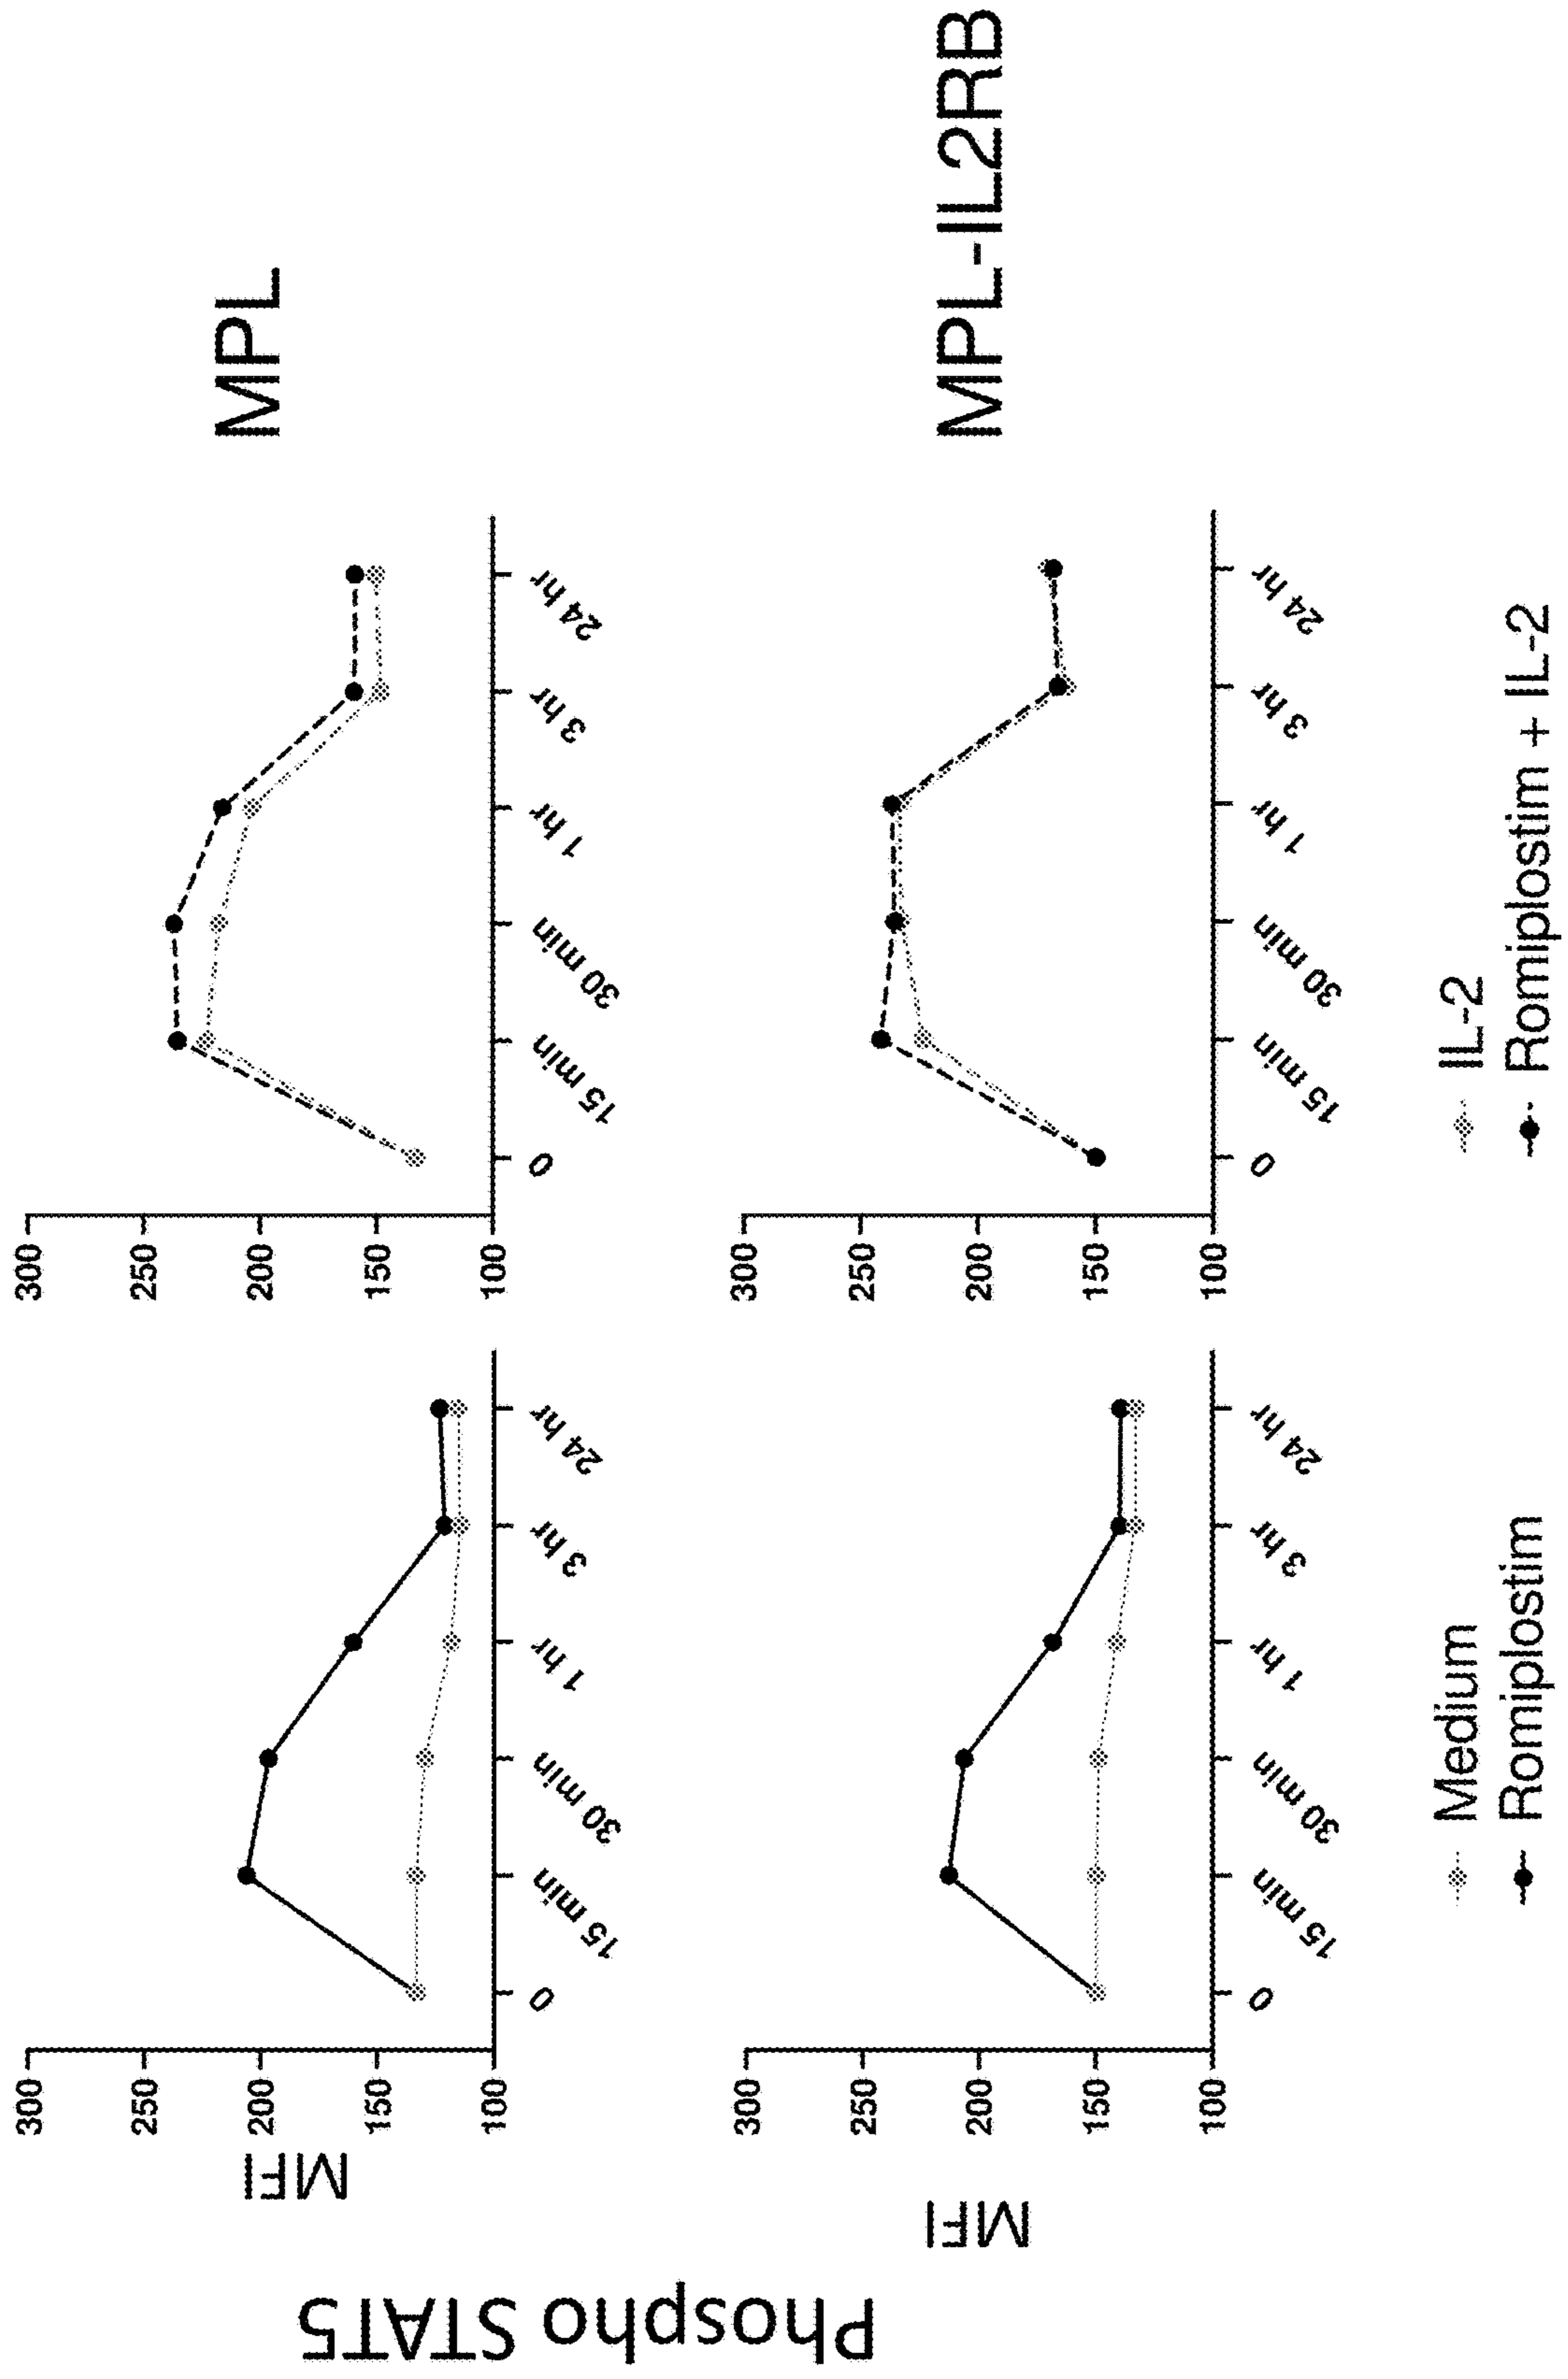 Phospho STAT5
MFI
300
250
200
150
100
0
15 min
30 min
1 hr
3 hr
24 hr
300
250
200
150
100
0
15 min
30 min
1 hr
3 hr
24 hr
MPL
MFI
300
250
200
150
100
0
15 min
30 min
1 hr
3 hr
24 hr
300
250
200
150
100
0
15 min
30 min
1 hr
3 hr
24 hr
MPL-IL2RB
Medium
Romiplostim
IL-2
Romiplostim + IL-2